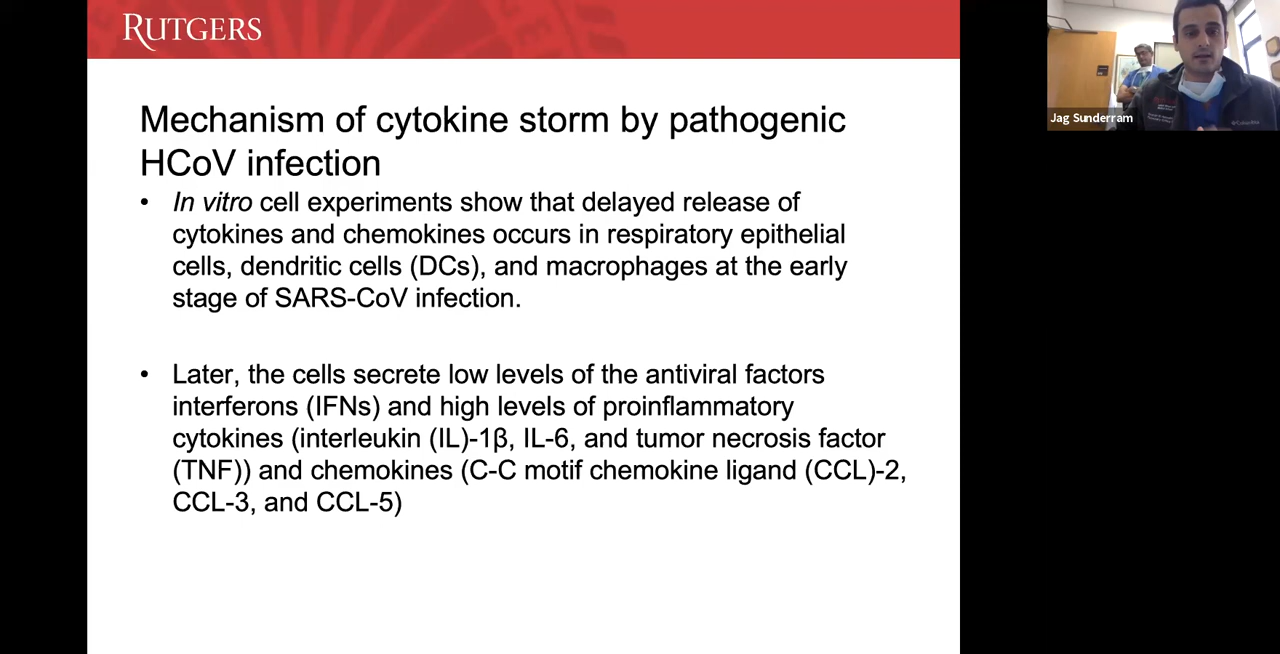 RUTGERS
Mechanism of cytokine storm by pathogenic
HCoV infection
• In vitro cell experiments show that delayed release of
cytokines and chemokines occurs in respiratory epithelial
cells, dendritic cells (DCs), and macrophages at the early
stage of SARS-CoV infection.
• Later, the cells secrete low levels of the antiviral factors
interferons (IFNs) and high levels of proinflammatory
cytokines (interleukin (IL)-1β, IL-6, and tumor necrosis factor
(TNF)) and chemokines (C-C motif chemokine ligand (CCL)-2,
CCL-3, and CCL-5)
Jag Sunderram